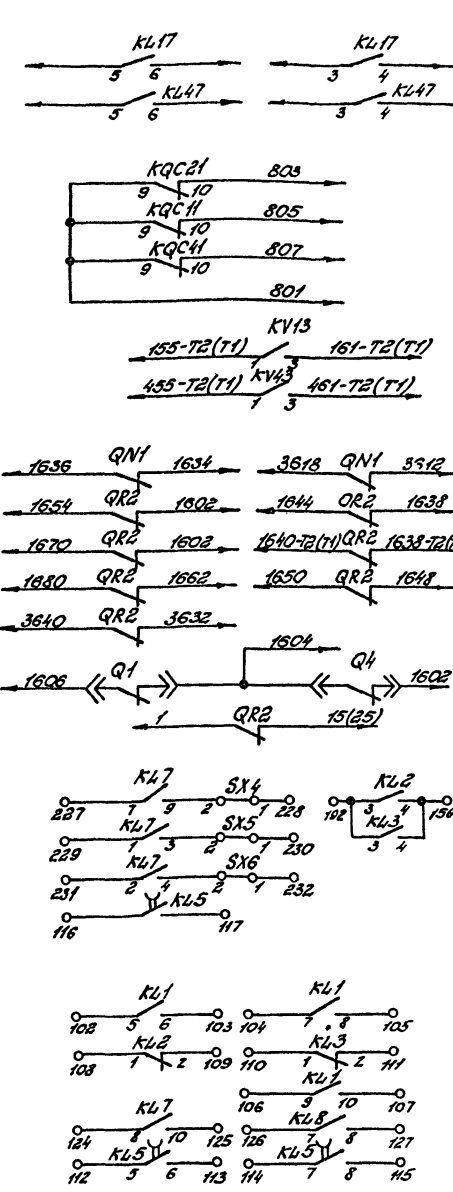 KL17 KL17
5 6 3 4
KL47 KL47
5 6 3 4
KQC21 803
9 10
KQC11 805
9 10
KQC41 807
9 10
801
KV13
155-T2(T1) 1 3 161-T2(T1)
KV43
455-T2(T1) 1 3 461-T2(T1)
1636 QN1 1634 3618 QN1 3612
1654 QR2 1602 1644 QR2 1638
1670 QR2 1602 1640-T2(T1) QR2 1638-T2(
1680 QR2 1662 1650 QR2 1648
3640 QR2 3632
1604
1606 Q1 Q4 1602
1 QR2 15(25)
KL7 SX4 KL2
227 7 9 2 1 228 192 3 4 156
KL7 SX5 KL3
229 1 3 2 1 230 3 4
KL7 SX6
231 2 4 2 1 232
KL5
116 117
KL1 KL1
102 5 6 103 104 7 8 105
KL2 KL3
108 1 2 109 110 1 2 111
KL1
106 9 10 107
KL7 KL8
124 8 10 125 126 7 8 127
KL5 KL5
112 5 6 113 114 7 8 115